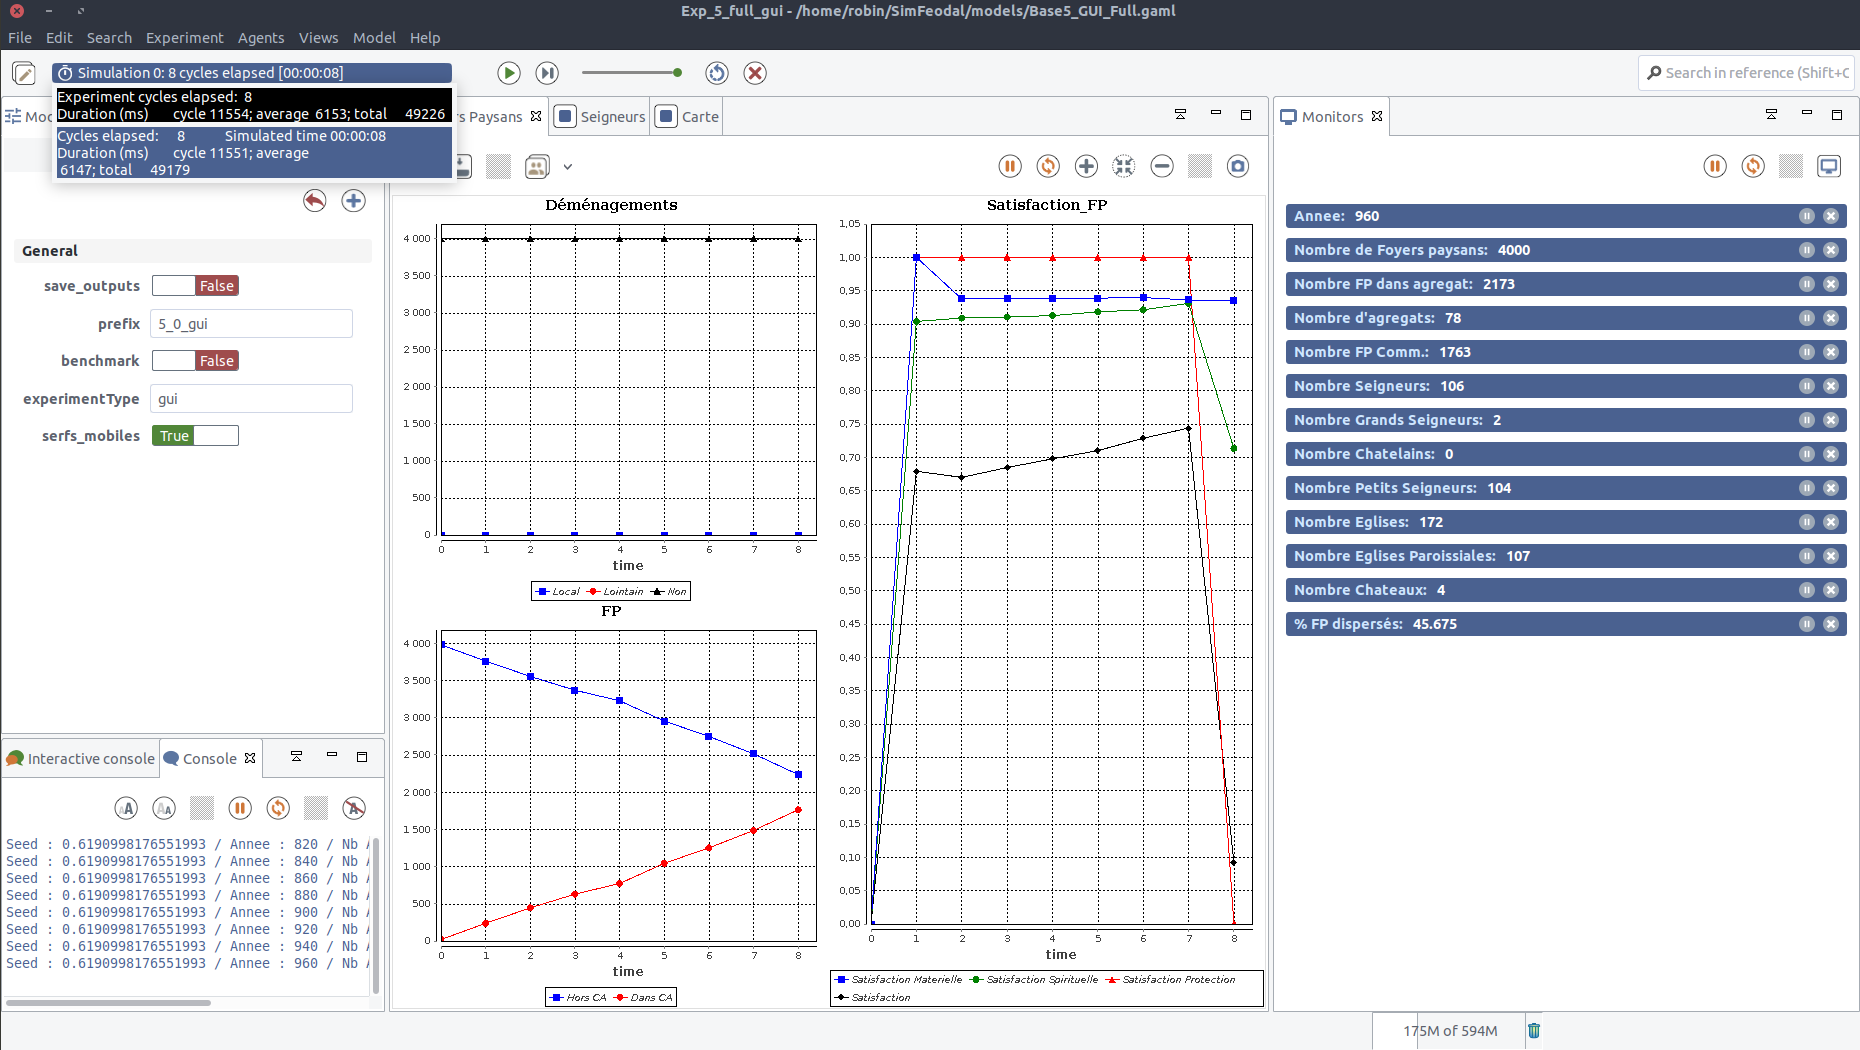 Exp_5_full_gui - /home/robin/SimFeodal/models/Base5_GUI_Full.gaml
File Edit Search Experiment Agents Views Model Help
Simulation 0: 8 cycles elapsed [00:00:08]
Search in reference (Shift+C
Experiment cycles elapsed: 8
Duration (ms) cycle 11554; average 6153; total 49226
Cycles elapsed: 8 Simulated time 00:00:08
Duration (ms) cycle 11551; average
6147; total 49179
Paysans
Seigneurs
Carte
General
save_outputs False
prefix 5_0_gui
benchmark False
experimentType gui
serfs_mobiles True
Interactive console
Console
Seed : 0.6190998176551993 / Annee : 820 / Nb
Seed : 0.6190998176551993 / Annee : 840 / Nb
Seed : 0.6190998176551993 / Annee : 860 / Nb
Seed : 0.6190998176551993 / Annee : 880 / Nb
Seed : 0.6190998176551993 / Annee : 900 / Nb
Seed : 0.6190998176551993 / Annee : 920 / Nb
Seed : 0.6190998176551993 / Annee : 940 / Nb
Seed : 0.6190998176551993 / Annee : 960 / Nb
Déménagements
4 000
3 500
3 000
2 500
2 000
1 500
1 000
500
0
0 1 2 3 4 5 6 7 8
time
Local Lointain Non
FP
4 000
3 500
3 000
2 500
2 000
1 500
1 000
500
0
0 1 2 3 4 5 6 7 8
time
Hors CA Dans CA
Satisfaction_FP
1,05
1,00
0,95
0,90
0,85
0,80
0,75
0,70
0,65
0,60
0,55
0,50
0,45
0,40
0,35
0,30
0,25
0,20
0,15
0,10
0,05
0,00
0 1 2 3 4 5 6 7 8
time
Satisfaction Materielle Satisfaction Spirituelle Satisfaction Protection
Satisfaction
Monitors
Annee: 960
Nombre de Foyers paysans: 4000
Nombre FP dans agregat: 2173
Nombre d'agregats: 78
Nombre FP Comm.: 1763
Nombre Seigneurs: 106
Nombre Grands Seigneurs: 2
Nombre Chatelains: 0
Nombre Petits Seigneurs: 104
Nombre Eglises: 172
Nombre Eglises Paroissiales: 107
Nombre Chateaux: 4
% FP dispersés: 45.675
175M of 594M